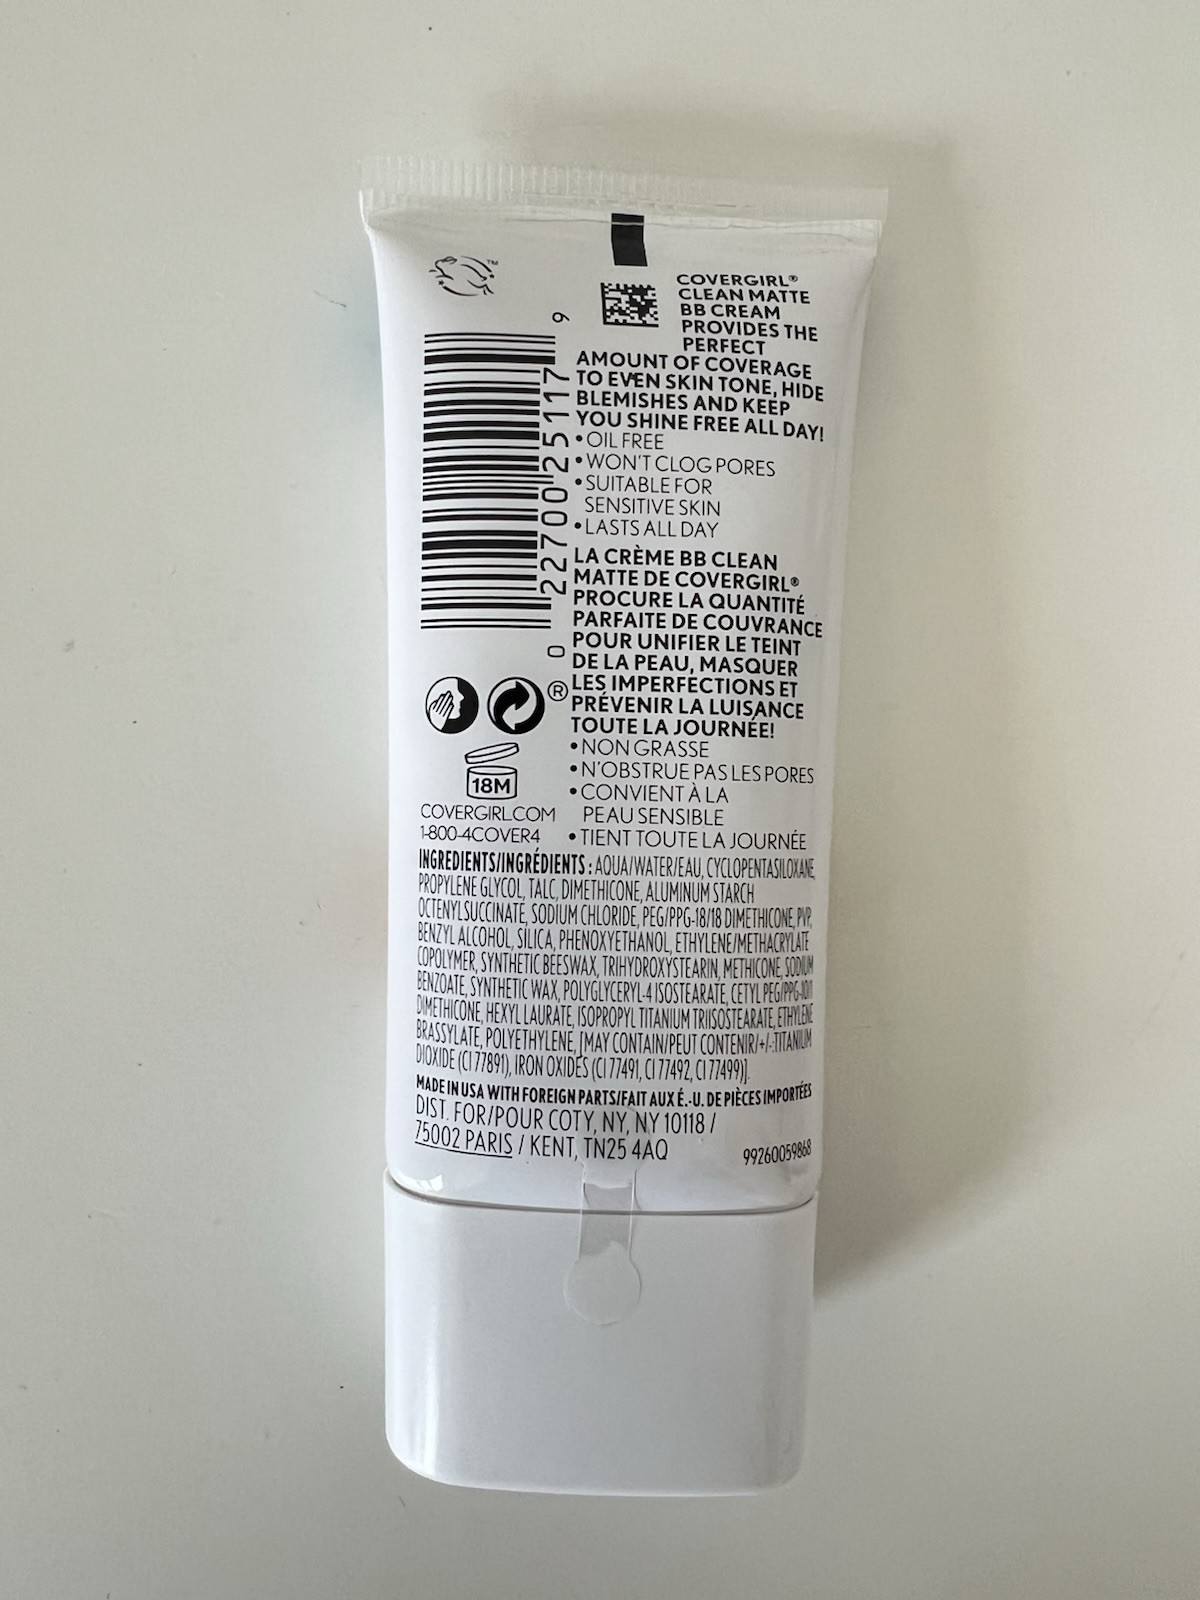 ™
COVERGIRL®
CLEAN MATTE
BB CREAM
PROVIDES THE
PERFECT
AMOUNT OF COVERAGE
TO EVEN SKIN TONE, HIDE
BLEMISHES AND KEEP
YOU SHINE FREE ALL DAY!
• OIL FREE
• WON'T CLOG PORES
• SUITABLE FOR
SENSITIVE SKIN
• LASTS ALL DAY
LA CRÈME BB CLEAN
MATTE DE COVERGIRL®
PROCURE LA QUANTITÉ
PARFAITE DE COUVRANCE
POUR UNIFIER LE TEINT
DE LA PEAU, MASQUER
LES IMPERFECTIONS ET
PRÉVENIR LA LUISANCE
TOUTE LA JOURNÉE!
• NON GRASSE
• N'OBSTRUE PAS LES PORES
• CONVIENT À LA
PEAU SENSIBLE
• TIENT TOUTE LA JOURNÉE
0 22700 25117 9
®
18M
COVERGIRL.COM
1-800-4COVER4
INGREDIENTS/INGRÉDIENTS : AQUA/WATER/EAU, CYCLOPENTASILOXANE,
PROPYLENE GLYCOL, TALC, DIMETHICONE, ALUMINUM STARCH
OCTENYLSUCCINATE, SODIUM CHLORIDE, PEG/PPG-18/18 DIMETHICONE, PVP,
BENZYL ALCOHOL, SILICA, PHENOXYETHANOL, ETHYLENE/METHACRYLATE
COPOLYMER, SYNTHETIC BEESWAX, TRIHYDROXYSTEARIN, METHICONE, SODIUM
BENZOATE, SYNTHETIC WAX, POLYGLYCERYL-4 ISOSTEARATE, CETYL PEG/PPG-10/1
DIMETHICONE, HEXYL LAURATE, ISOPROPYL TITANIUM TRIISOSTEARATE, ETHYLENE
BRASSYLATE, POLYETHYLENE, [MAY CONTAIN/PEUT CONTENIR/+/-:TITANIUM
DIOXIDE (CI 77891), IRON OXIDES (CI 77491, CI 77492, CI 77499)].
MADE IN USA WITH FOREIGN PARTS/FAIT AUX É.-U. DE PIÈCES IMPORTÉES
DIST. FOR/POUR COTY, NY, NY 10118 /
75002 PARIS / KENT, TN25 4AQ
99260059868